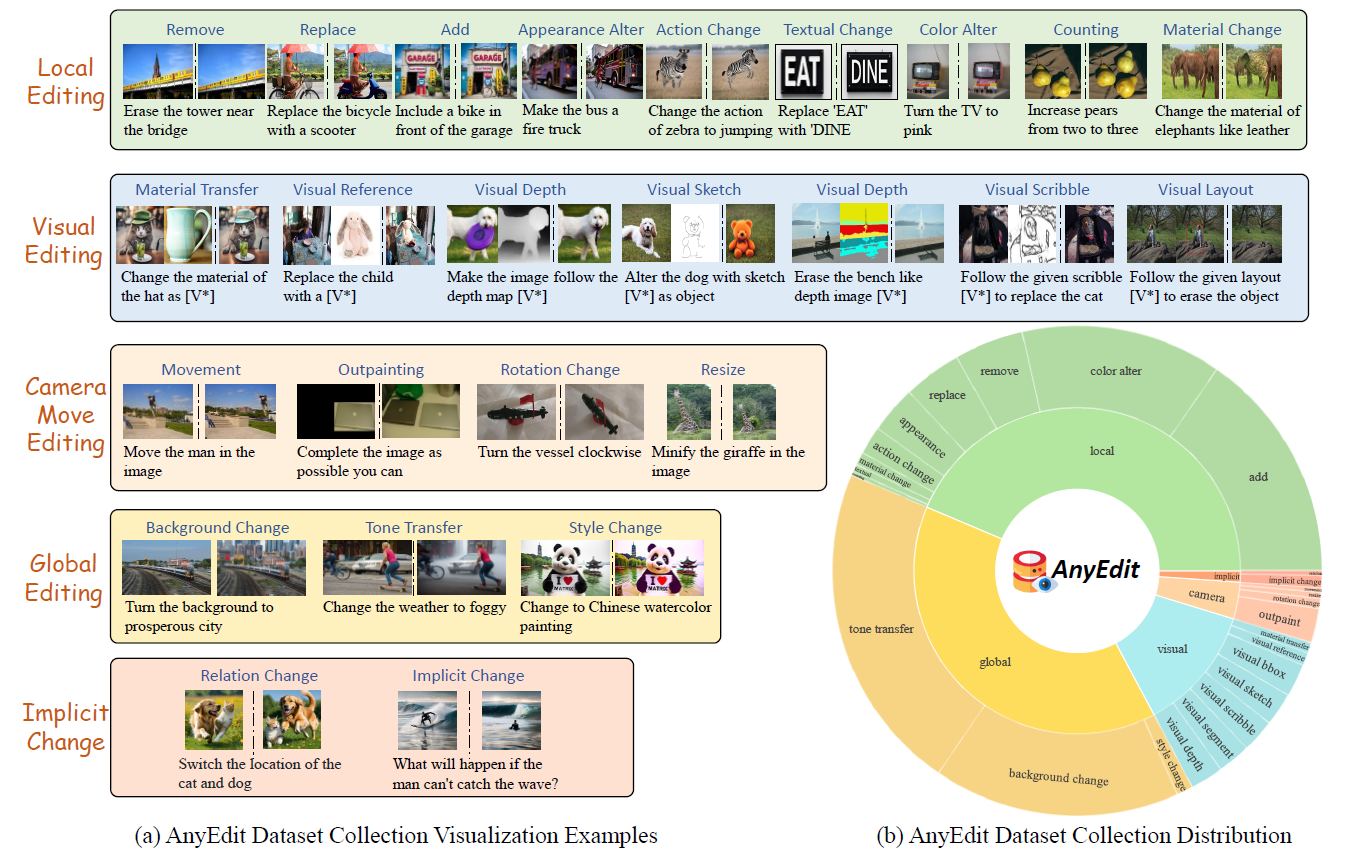 Local
Editing
Remove
Replace
Add
Appearance Alter
Action Change
Textual Change
Color Alter
Counting
Material Change
GARAGE
GARAGE
EAT
DINE
Erase the tower near
the bridge
Replace the bicycle
with a scooter
Include a bike in
front of the garage
Make the bus a
fire truck
Change the action
of zebra to jumping
Replace 'EAT'
with 'DINE
Turn the TV to
pink
Increase pears
from two to three
Change the material of
elephants like leather
Visual
Editing
Material Transfer
Visual Reference
Visual Depth
Visual Sketch
Visual Depth
Visual Scribble
Visual Layout
Change the material of
the hat as [V*]
Replace the child
with a [V*]
Make the image follow the
depth map [V*]
Alter the dog with sketch
[V*] as object
Erase the bench like
depth image [V*]
Follow the given scribble
[V*] to replace the cat
Follow the given layout
[V*] to erase the object
Camera
Move
Editing
Movement
Outpainting
Rotation Change
Resize
Move the man in the
image
Complete the image as
possible you can
Turn the vessel clockwise
Minify the giraffe in the
image
Global
Editing
Background Change
Tone Transfer
Style Change
I ♥
MATRIX
I ♥
MATRIX
Turn the background to
prosperous city
Change the weather to foggy
Change to Chinese watercolor
painting
Implicit
Change
Relation Change
Implicit Change
Switch the location of the
cat and dog
What will happen if the
man can't catch the wave?
(a) AnyEdit Dataset Collection Visualization Examples
remove
color alter
replace
appearance
action change
material change
textual
add
local
AnyEdit
implicit
implicit change
camera
rotation change
outpaint
material transfer
visual reference
visual bbox
visual
visual sketch
visual scribble
visual segment
visual depth
tone transfer
global
style change
background change
(b) AnyEdit Dataset Collection Distribution